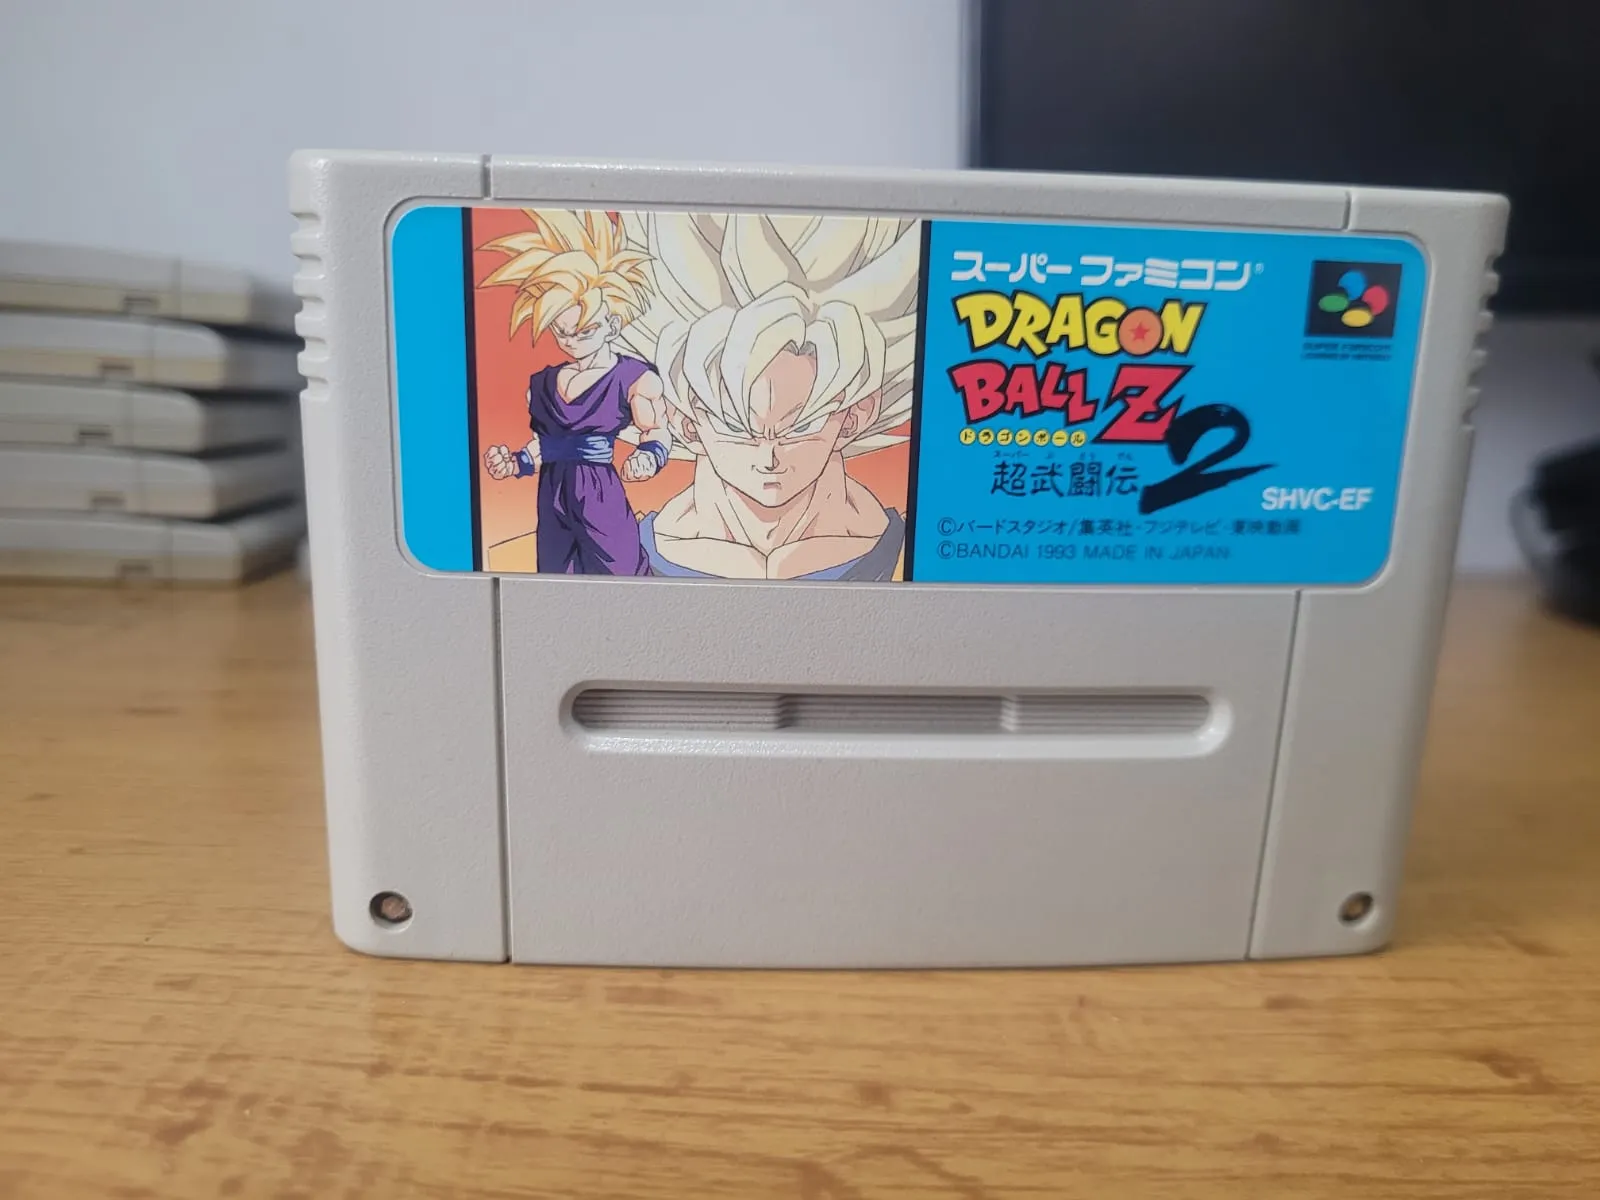 スーパーファミコン®
DRAGON
BALL Z 2
ドラゴンボール
スーパー ぶ とう でん
超武闘伝
SUPER FAMICOM
SHVC-EF
©バードスタジオ/集英社・フジテレビ・東映動画
©BANDAI 1993 MADE IN JAPAN